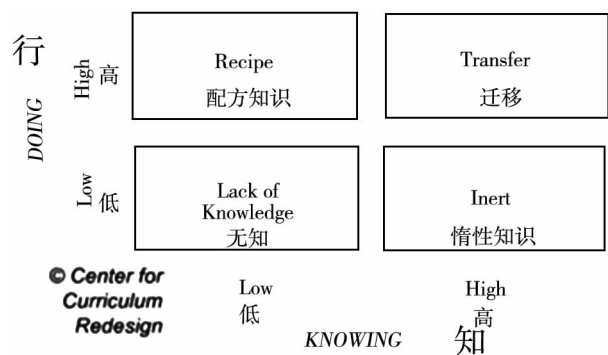 行
DOING
High
高
Recipe
配方知识
Transfer
迁移
Low
低
Lack of
Knowledge
无知
Inert
惰性知识
© Center for
Curriculum
Redesign
Low
低
High
高
KNOWING
知